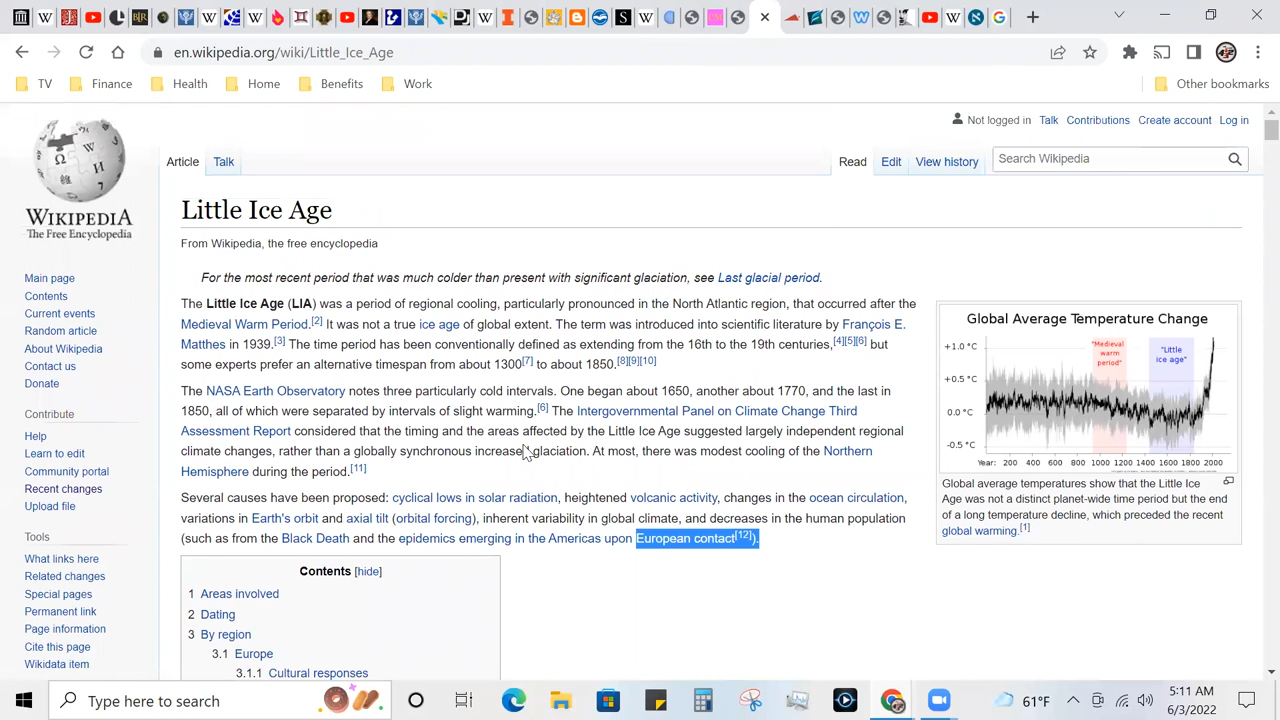 en.wikipedia.org/wiki/Little_Ice_Age
TV Finance Health Home Benefits Work Other bookmarks
Not logged in Talk Contributions Create account Log in
Article Talk Read Edit View history Search Wikipedia
WIKIPEDIA
The Free Encyclopedia
Main page
Contents
Current events
Random article
About Wikipedia
Contact us
Donate
Contribute
Help
Learn to edit
Community portal
Recent changes
Upload file
Tools
What links here
Related changes
Special pages
Permanent link
Page information
Cite this page
Wikidata item
Little Ice Age
From Wikipedia, the free encyclopedia
For the most recent period that was much colder than present with significant glaciation, see Last glacial period.
The Little Ice Age (LIA) was a period of regional cooling, particularly pronounced in the North Atlantic region, that occurred after the
Medieval Warm Period.[2] It was not a true ice age of global extent. The term was introduced into scientific literature by François E.
Matthes in 1939.[3] The time period has been conventionally defined as extending from the 16th to the 19th centuries,[4][5][6] but
some experts prefer an alternative timespan from about 1300[7] to about 1850.[8][9][10]
The NASA Earth Observatory notes three particularly cold intervals. One began about 1650, another about 1770, and the last in
1850, all of which were separated by intervals of slight warming.[6] The Intergovernmental Panel on Climate Change Third
Assessment Report considered that the timing and the areas affected by the Little Ice Age suggested largely independent regional
climate changes, rather than a globally synchronous increased glaciation. At most, there was modest cooling of the Northern
Hemisphere during the period.[11]
Several causes have been proposed: cyclical lows in solar radiation, heightened volcanic activity, changes in the ocean circulation,
variations in Earth's orbit and axial tilt (orbital forcing), inherent variability in global climate, and decreases in the human population
(such as from the Black Death and the epidemics emerging in the Americas upon European contact[12]).
Contents [hide]
1 Areas involved
2 Dating
3 By region
3.1 Europe
3.1.1 Cultural responses
Global Average Temperature Change
+1.0 °C
+0.5 °C
0.0 °C
-0.5 °C
"Medieval
warm
period"
"Little
ice age"
Year: 200 400 600 800 1000 1200 1400 1600 1800 2000
Global average temperatures show that the Little Ice
Age was not a distinct planet-wide time period but the end
of a long temperature decline, which preceded the recent
global warming.[1]
Type here to search
61°F
5:11 AM
6/3/2022